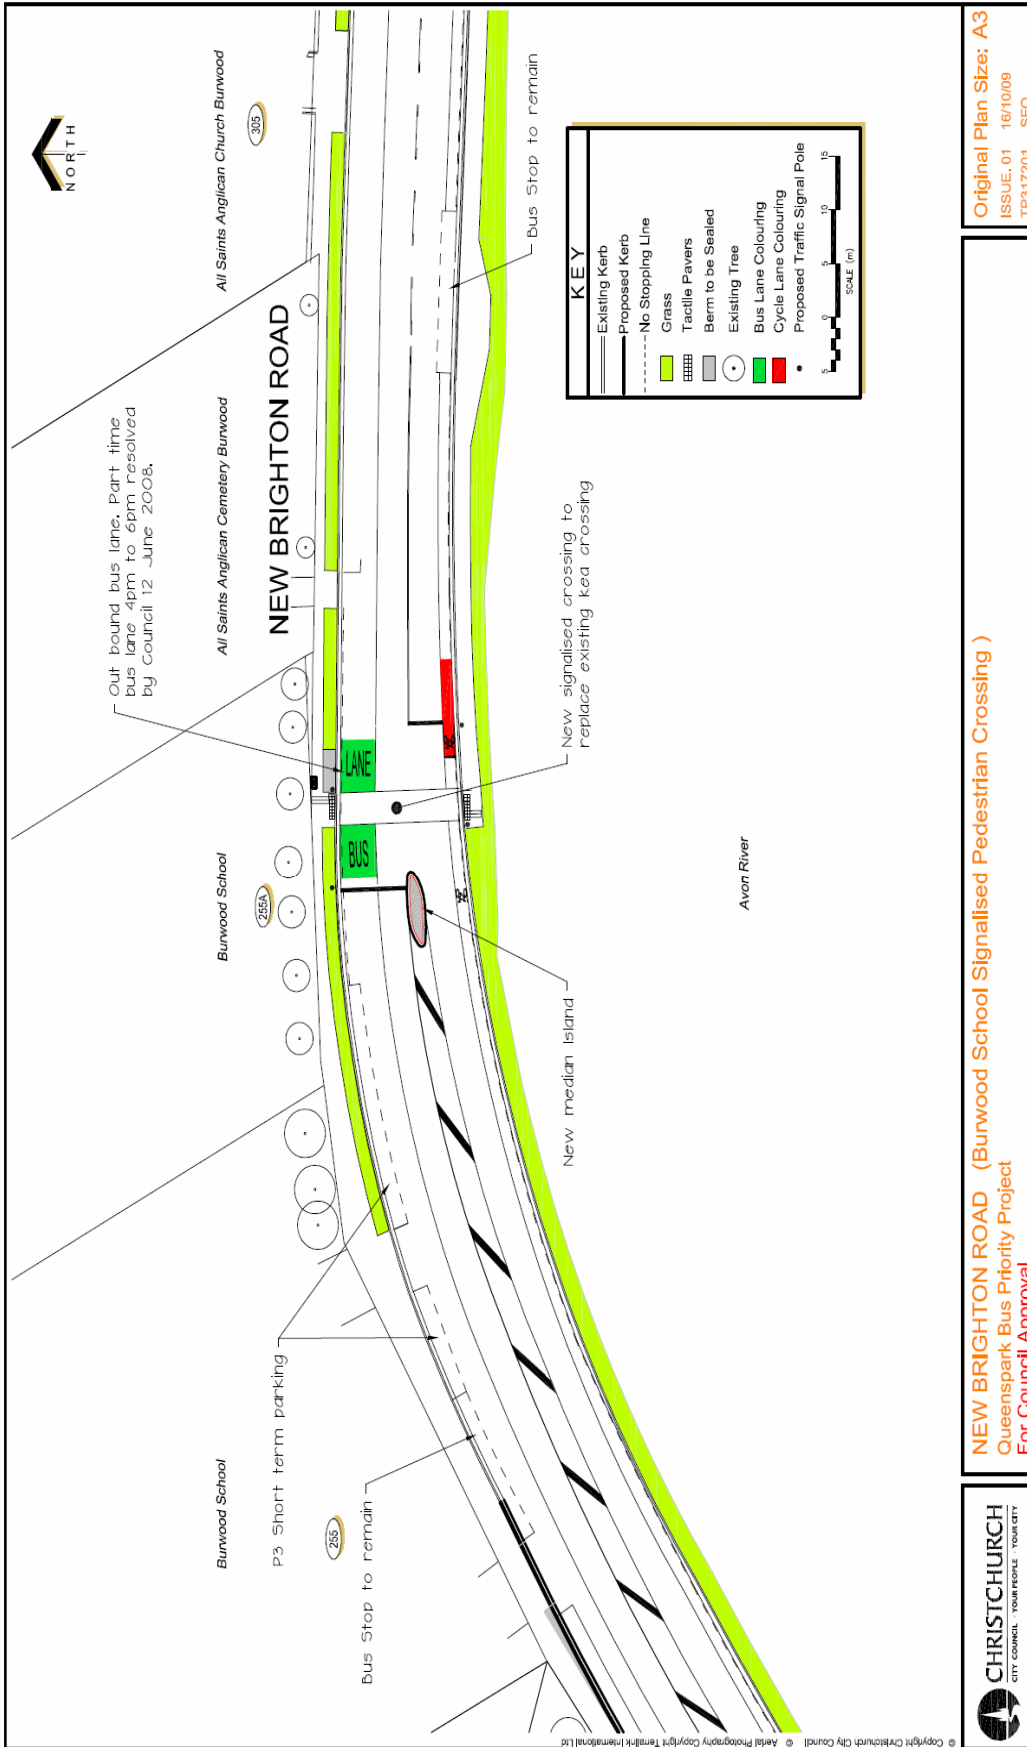 NORTH
Burwood School
255
P3 Short term parking
Bus Stop to remain
Burwood School
255A
Out bound bus lane. Part time
bus lane 4pm to 6pm resolved
by Council 12 June 2008.
All Saints Anglican Cemetery Burwood
All Saints Anglican Church Burwood
305
NEW BRIGHTON ROAD
BUS
LANE
New median Island
New signalised crossing to
replace existing kea crossing
Bus Stop to remain
Avon River
KEY
Existing Kerb
Proposed Kerb
No Stopping Line
Grass
Tactile Pavers
Berm to be Sealed
Existing Tree
Bus Lane Colouring
Cycle Lane Colouring
Proposed Traffic Signal Pole
5 0 5 10 15
SCALE (m)
© Copyright Christchurch City Council
© Aerial Photography Copyright Terralink International Ltd
CHRISTCHURCH
CITY COUNCIL · YOUR PEOPLE · YOUR CITY
NEW BRIGHTON ROAD (Burwood School Signalised Pedestrian Crossing )
Queenspark Bus Priority Project
For Council Approval
Original Plan Size: A3
ISSUE. 01 16/10/09
TP317201 SEO